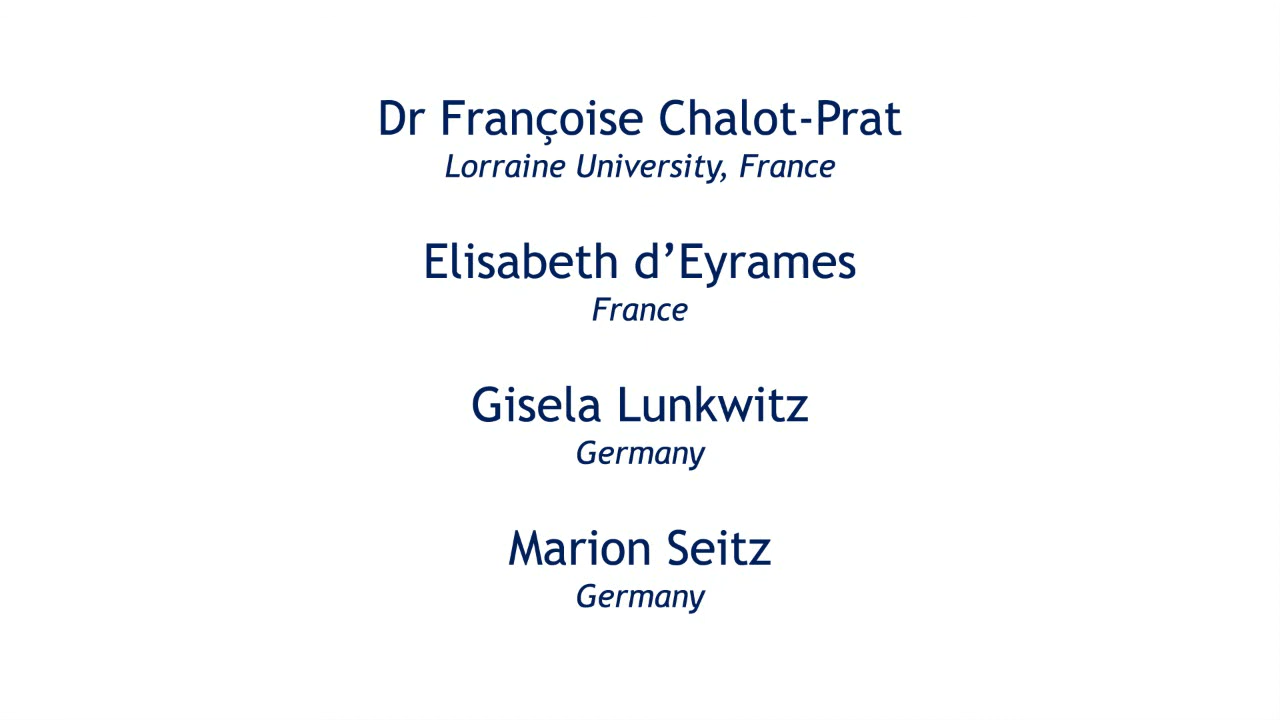 Dr Françoise Chalot-Prat
Lorraine University, France
Elisabeth d’Eyrames
France
Gisela Lunkwitz
Germany
Marion Seitz
Germany